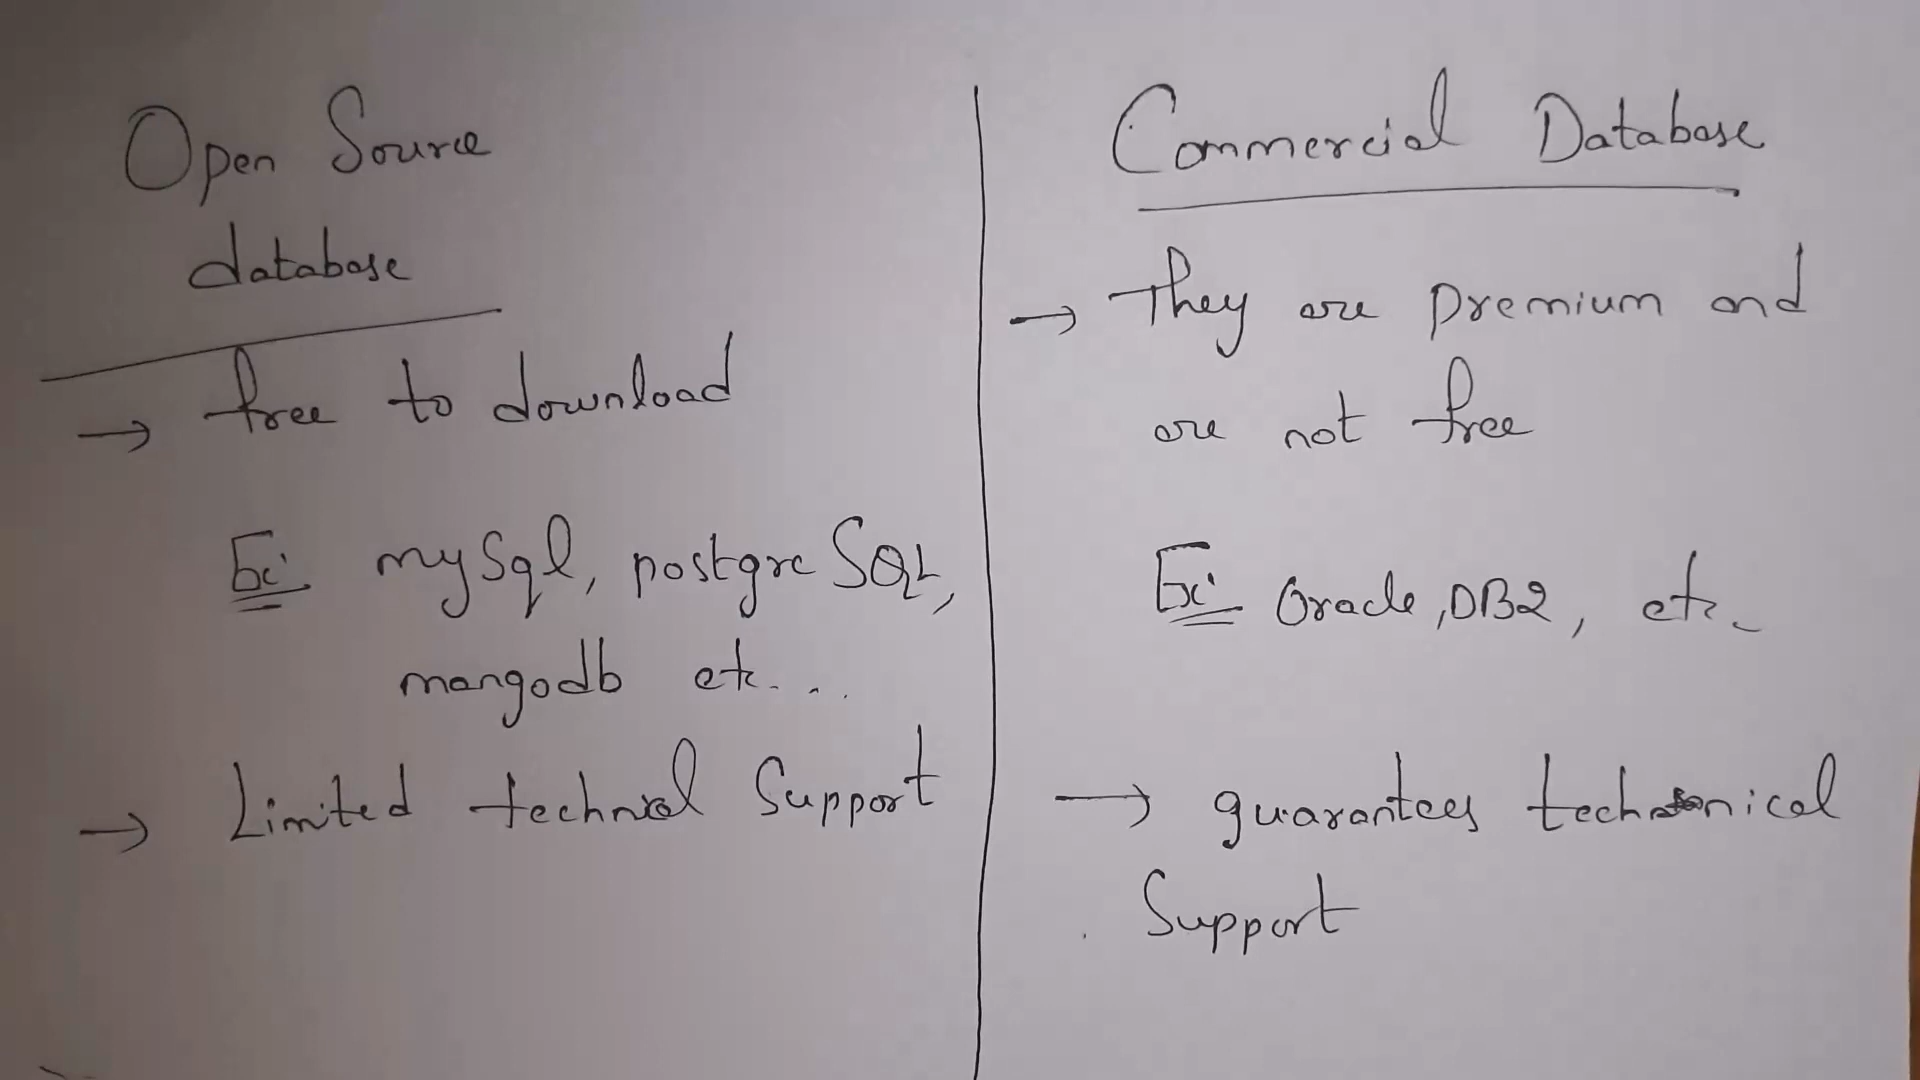 Open Source
database
→ free to download
Ex: mySql, postgre SQL,
mongodb etc...
→ Limited technical Support
Commercial Database
→ They are premium and
are not free
Ex: Oracle, DB2, etc.
→ guarantees technical
Support